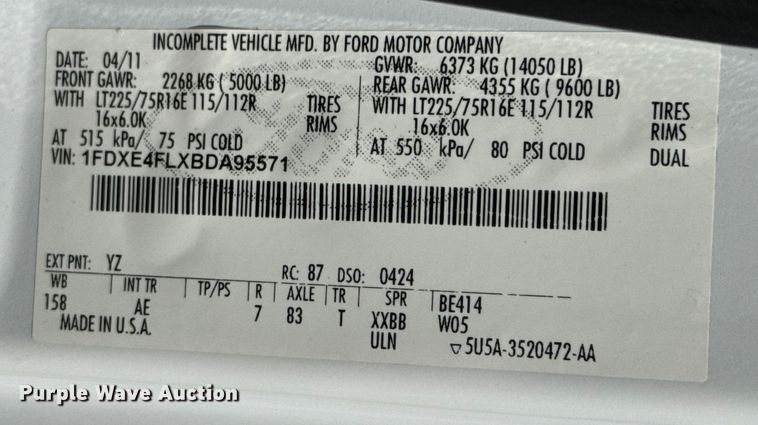 INCOMPLETE VEHICLE MFD. BY FORD MOTOR COMPANY
DATE: 04/11 GVWR: 6373 KG (14050 LB)
FRONT GAWR: 2268 KG ( 5000 LB) REAR GAWR: 4355 KG ( 9600 LB)
WITH LT225/75R16E 115/112R TIRES WITH LT225/75R16E 115/112R TIRES
16x6.0K RIMS 16x6.0K RIMS
AT 515 kPa/ 75 PSI COLD AT 550 kPa/ 80 PSI COLD DUAL
VIN: 1FDXE4FLXBDA95571
EXT PNT: YZ RC: 87 DSO: 0424
WB INT TR TP/PS R AXLE TR SPR BE414
158 AE 7 83 T XXBB W05
MADE IN U.S.A. ULN ▽5U5A-3520472-AA
Purple Wave Auction